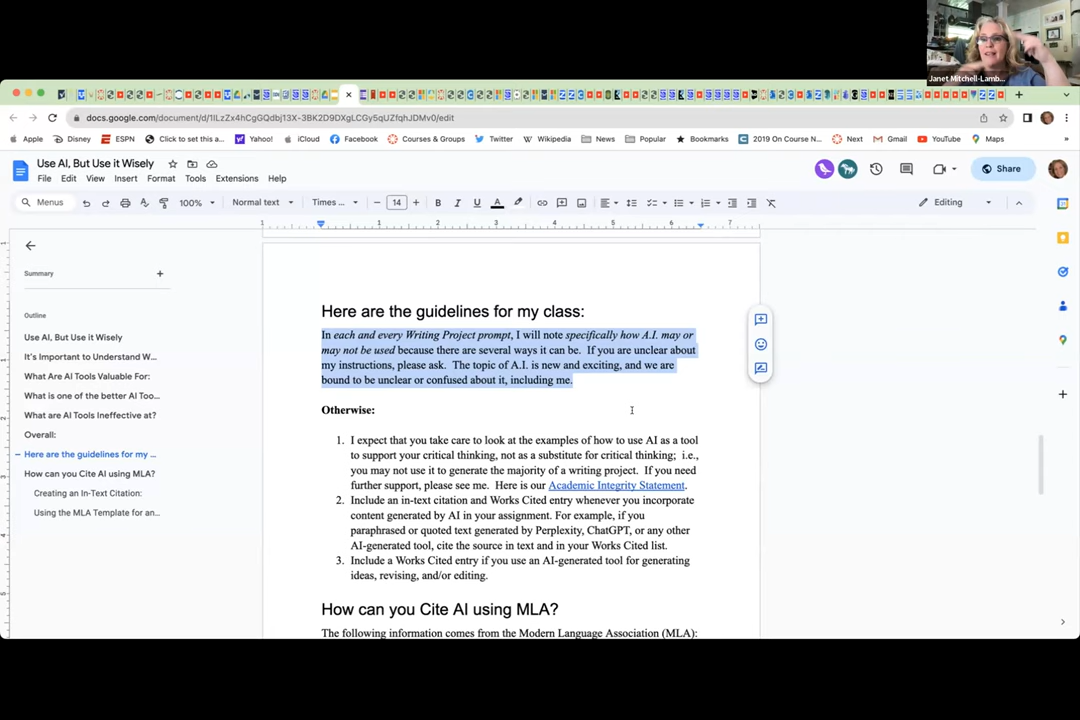 Janet Mitchell-Lamb...
docs.google.com/document/d/1ILzZx4hCgGQdbj13X-3BK2D9DXgLCGy5qUZfqhJDMv0/edit
Apple Disney ESPN Click to set a char... Yahoo! iCloud Facebook Courses & Groups Twitter Wikipedia News Popular Bookmarks 2019 On Course N... Next Gmail YouTube Maps »
Use AI, But Use it Wisely
File Edit View Insert Format Tools Extensions Help
Share
Menus 100% Normal text Times ... 14 B I U A Editing
1 1 2 3 4 5 6 7
Summary
Outline
Use AI, But Use it Wisely
It's Important to Understand W...
What Are AI Tools Valuable For:
What is one of the better AI Too...
What are AI Tools Ineffective at?
Overall:
Here are the guidelines for my ...
How can you Cite AI using MLA?
Creating an In-Text Citation:
Using the MLA Template for an...
Here are the guidelines for my class:
In each and every Writing Project prompt, I will note specifically how A.I. may or
may not be used because there are several ways it can be. If you are unclear about
my instructions, please ask. The topic of A.I. is new and exciting, and we are
bound to be unclear or confused about it, including me.
Otherwise:
1. I expect that you take care to look at the examples of how to use AI as a tool
to support your critical thinking, not as a substitute for critical thinking; i.e.,
you may not use it to generate the majority of a writing project. If you need
further support, please see me. Here is our Academic Integrity Statement.
2. Include an in-text citation and Works Cited entry whenever you incorporate
content generated by AI in your assignment. For example, if you
paraphrased or quoted text generated by Perplexity, ChatGPT, or any other
AI-generated tool, cite the source in text and in your Works Cited list.
3. Include a Works Cited entry if you use an AI-generated tool for generating
ideas, revising, and/or editing.
How can you Cite AI using MLA?
The following information comes from the Modern Language Association (MLA):